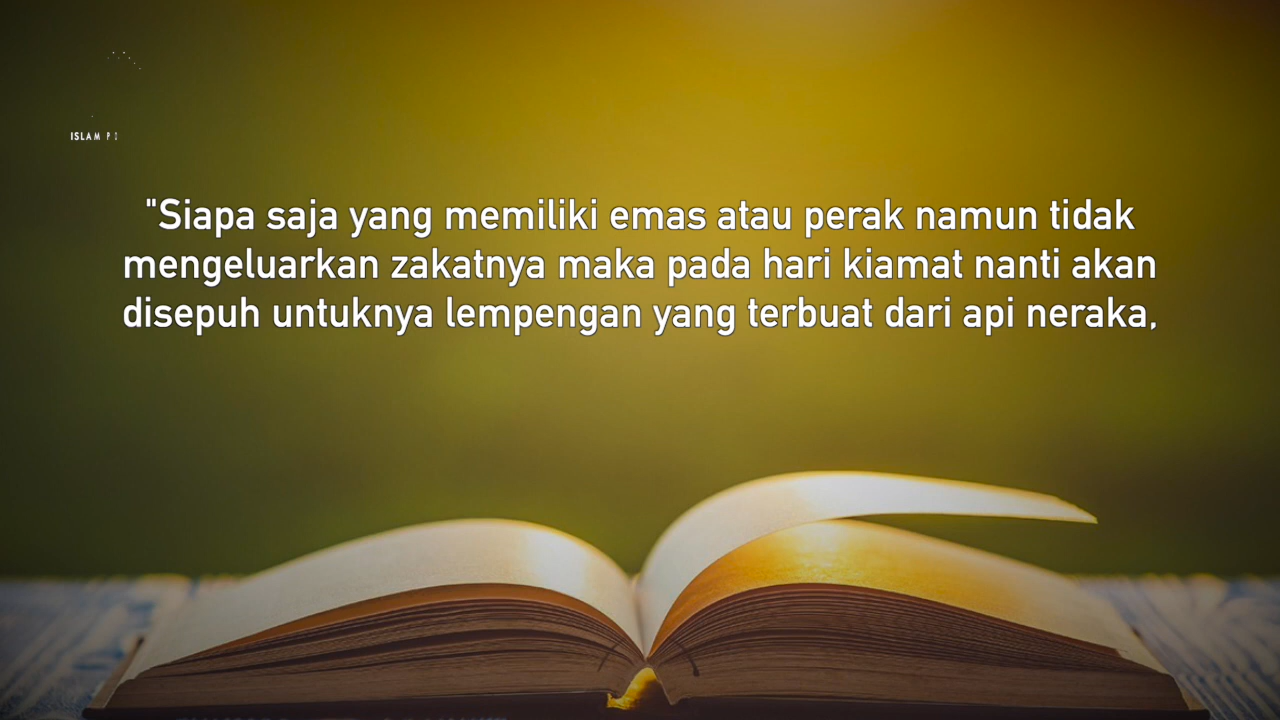 ISLAM P
"Siapa saja yang memiliki emas atau perak namun tidak
mengeluarkan zakatnya maka pada hari kiamat nanti akan
disepuh untuknya lempengan yang terbuat dari api neraka,